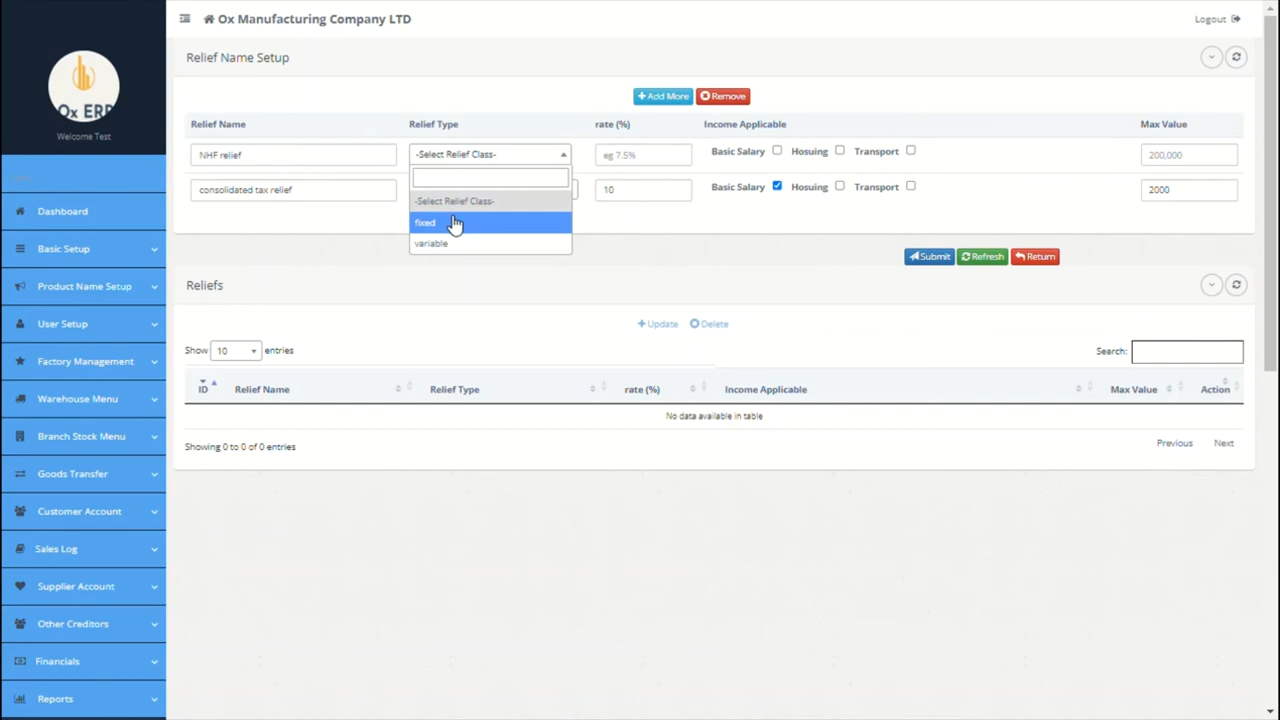 Ox Manufacturing Company LTD
Logout
Relief Name Setup
Ox ERP
Welcome Test
Add More Remove
Relief Name Relief Type rate (%) Income Applicable Max Value
NHF relief -Select Relief Class- eg 7.5% Basic Salary Hosuing Transport 200,000
consolidated tax relief 10 Basic Salary Hosuing Transport 2000
-Select Relief Class-
fixed
variable
Submit Refresh Return
Reliefs
Update Delete
Show 10 entries Search:
ID Relief Name Relief Type rate (%) Income Applicable Max Value Action
No data available in table
Showing 0 to 0 of 0 entries Previous Next
Dashboard
Basic Setup
Product Name Setup
User Setup
Factory Management
Warehouse Menu
Branch Stock Menu
Goods Transfer
Customer Account
Sales Log
Supplier Account
Other Creditors
Financials
Reports